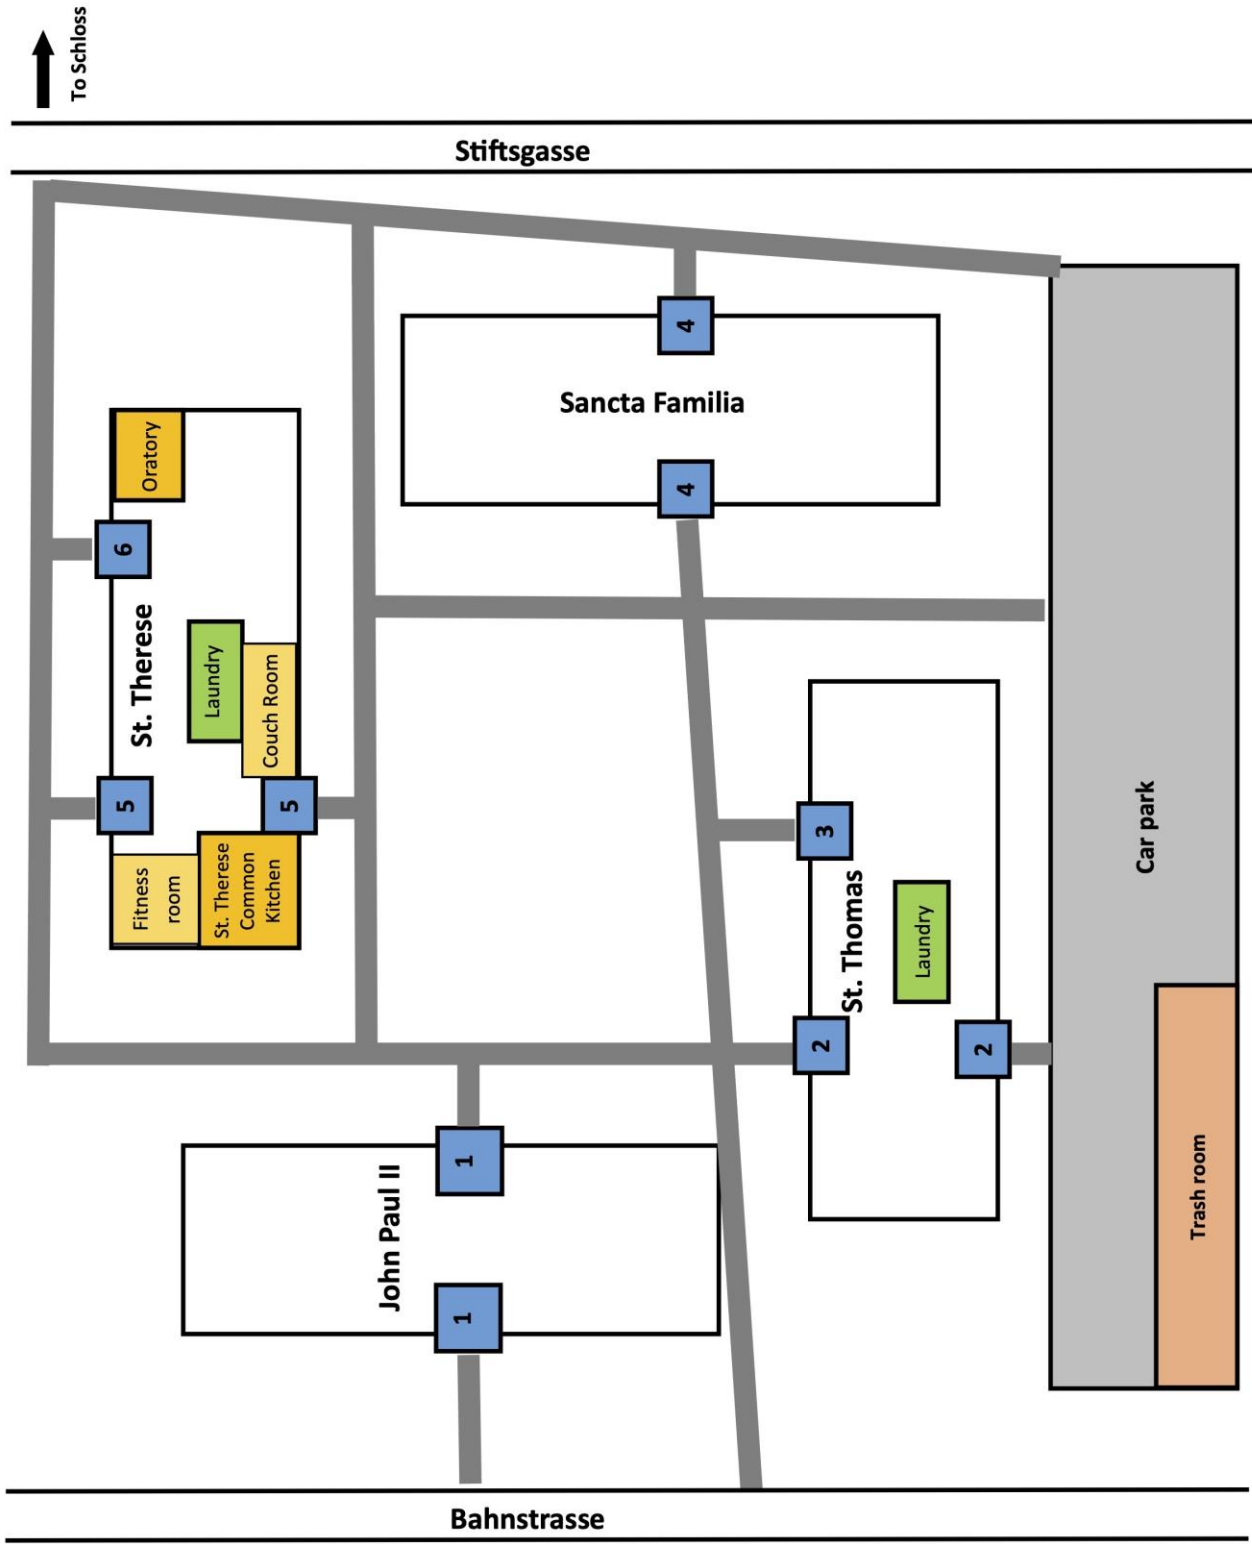 To Schloss
Stiftsgasse
Oratory
6
St. Therese
Laundry
Couch Room
5
5
Fitness
room
St. Therese
Common
Kitchen
4
Sancta Familia
4
3
St. Thomas
Laundry
2
2
Car park
Trash room
1
John Paul II
1
Bahnstrasse